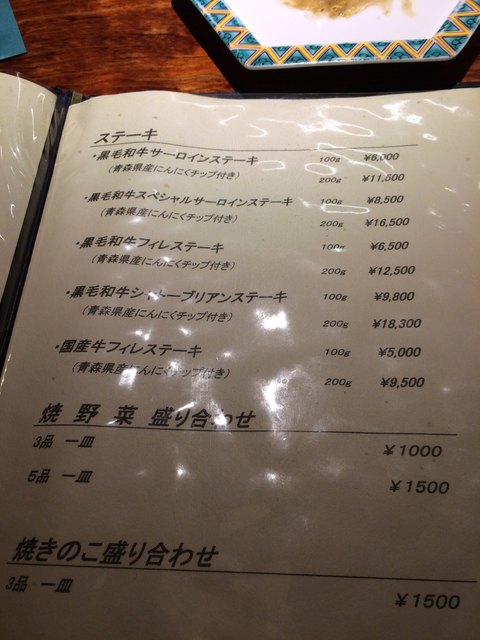 ステーキ
・黒毛和牛サーロインステーキ 100g ¥6,000
（青森県産にんにくチップ付き） 200g ¥11,500
・黒毛和牛スペシャルサーロインステーキ 100g ¥8,500
（青森県産にんにくチップ付き） 200g ¥16,500
・黒毛和牛フィレステーキ 100g ¥6,500
（青森県産にんにくチップ付き） 200g ¥12,500
・黒毛和牛シャトーブリアンステーキ 100g ¥9,800
（青森県産にんにくチップ付き） 200g ¥18,300
・国産牛フィレステーキ 100g ¥5,000
（青森県産にんにくチップ付き） 200g ¥9,500
焼 野 菜 盛り合わせ
3品 一皿 ¥1000
5品 一皿 ¥1500
焼きのこ盛り合わせ
3品 一皿 ¥1500